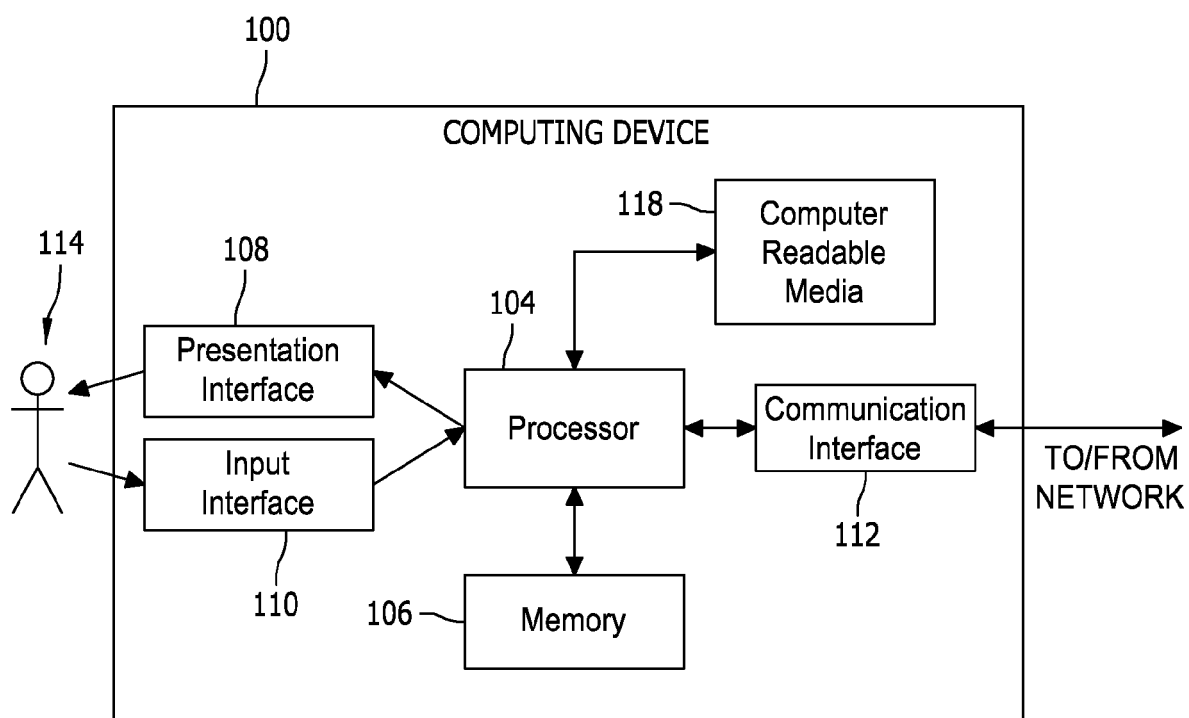 100
COMPUTING DEVICE
118
Computer
Readable
Media
114
108
Presentation
Interface
104
Processor
Communication
Interface
112
TO/FROM
NETWORK
Input
Interface
110
106
Memory